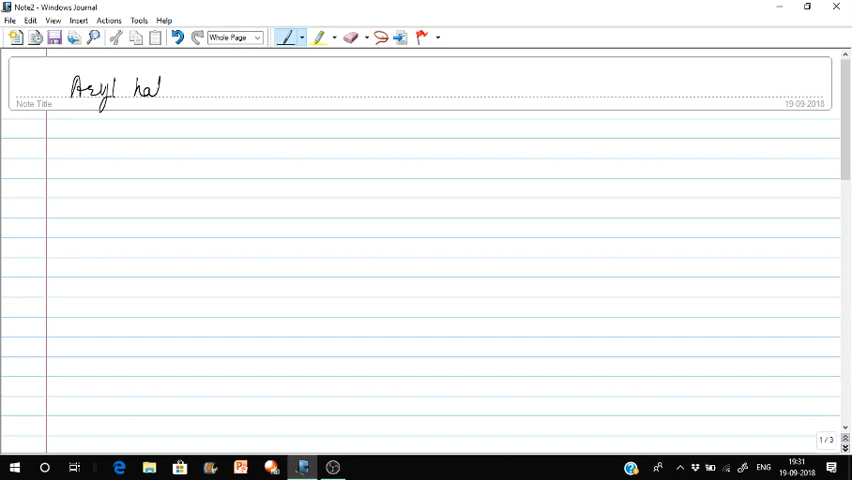 Note2 - Windows Journal
File Edit View Insert Actions Tools Help
Whole Page
Aryl hal
Note Title
19-09-2018
1 / 3
ENG
19:31
19-09-2018